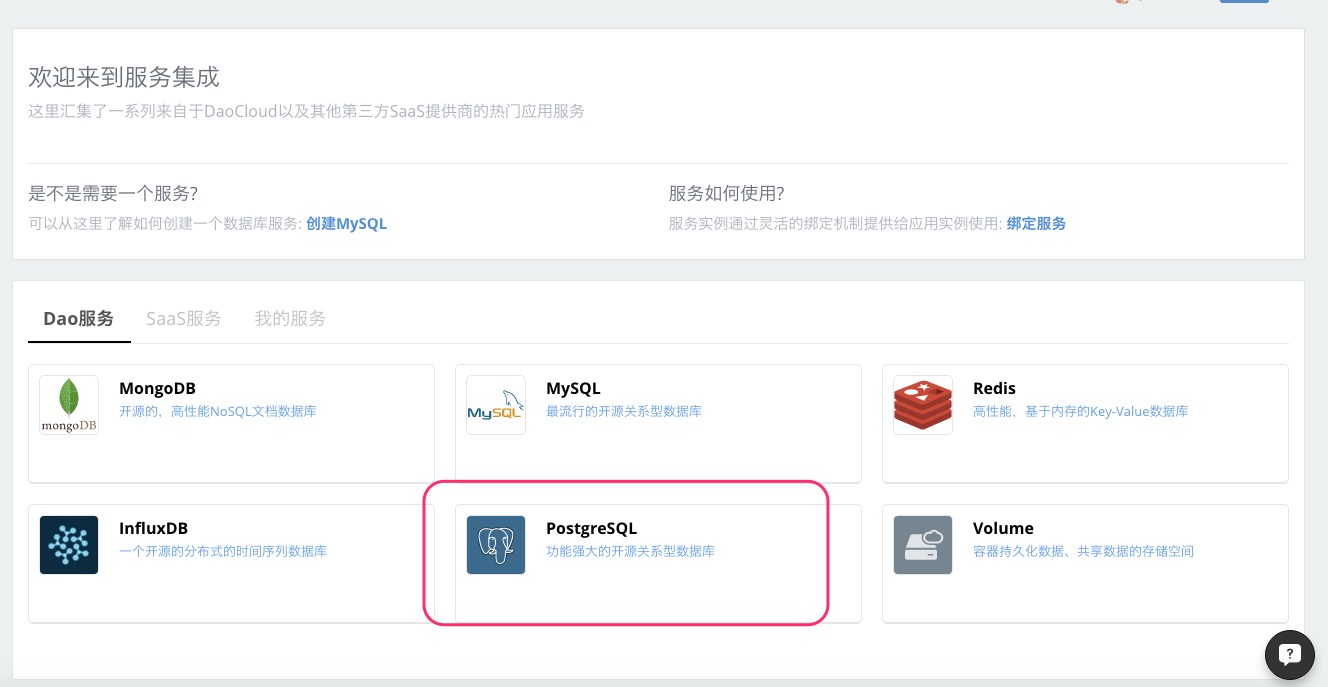 欢迎来到服务集成
这里汇集了一系列来自于DaoCloud以及其他第三方SaaS提供商的热门应用服务
是不是需要一个服务?
可以从这里了解如何创建一个数据库服务: 创建MySQL
服务如何使用?
服务实例通过灵活的绑定机制提供给应用实例使用: 绑定服务
Dao服务 SaaS服务 我的服务
mongoDB
MongoDB
开源的、高性能NoSQL文档数据库
MySQL
MySQL
最流行的开源关系型数据库
Redis
高性能，基于内存的Key-Value数据库
InfluxDB
一个开源的分布式的时间序列数据库
PostgreSQL
功能强大的开源关系型数据库
Volume
容器持久化数据、共享数据的存储空间
?